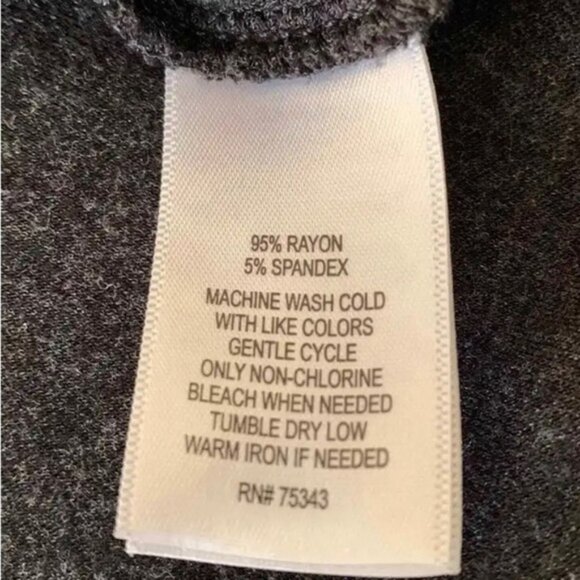 95% RAYON
5% SPANDEX
MACHINE WASH COLD
WITH LIKE COLORS
GENTLE CYCLE
ONLY NON-CHLORINE
BLEACH WHEN NEEDED
TUMBLE DRY LOW
WARM IRON IF NEEDED
RN# 75343